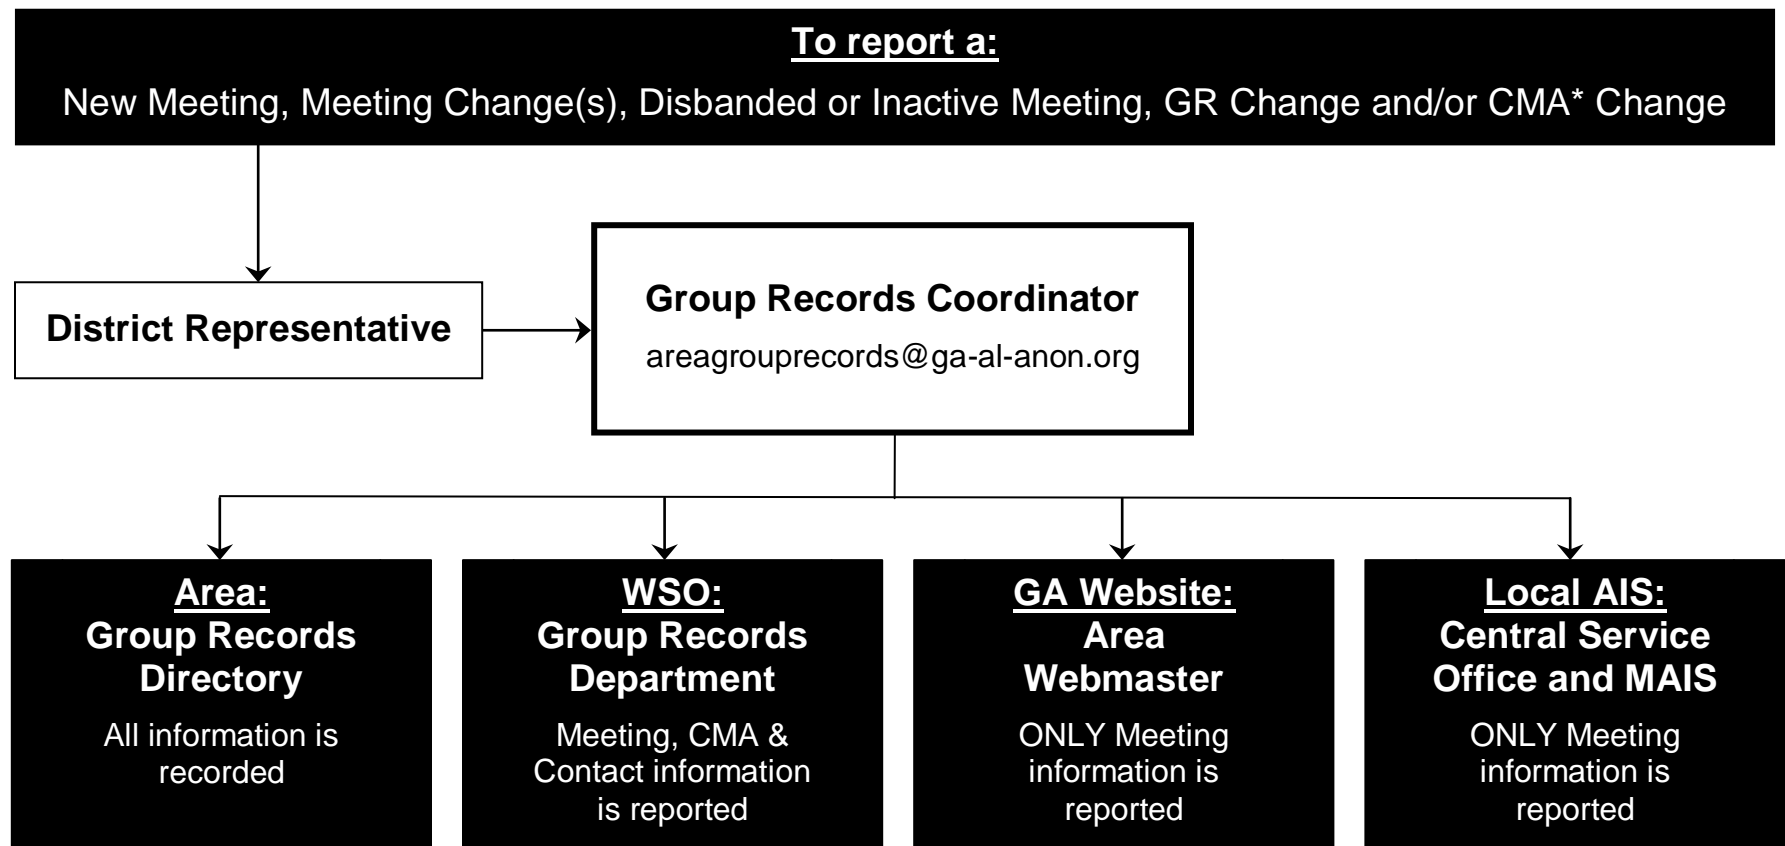 To report a:
New Meeting, Meeting Change(s), Disbanded or Inactive Meeting, GR Change and/or CMA* Change
District Representative
Group Records Coordinator
areagrouprecords@ga-al-anon.org
Area:
Group Records
Directory
All information is
recorded
WSO:
Group Records
Department
Meeting, CMA &
Contact information
is reported
GA Website:
Area
Webmaster
ONLY Meeting
information is
reported
Local AIS:
Central Service
Office and MAIS
ONLY Meeting
information is
reported